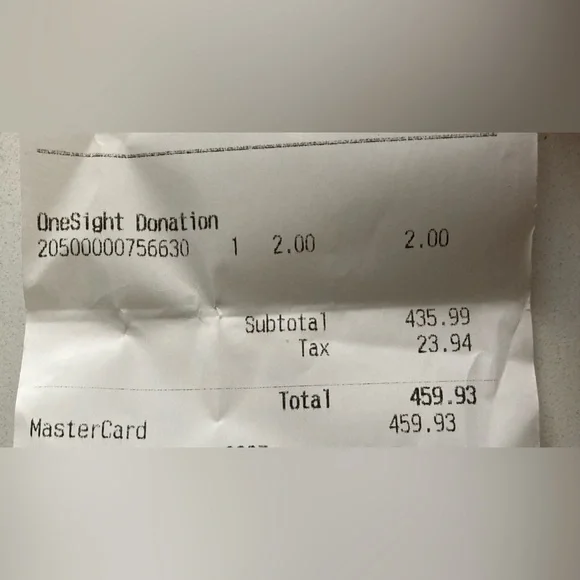 OneSight Donation
20500000756630 1 2.00 2.00
Subtotal 435.99
Tax 23.94
Total 459.93
MasterCard 459.93